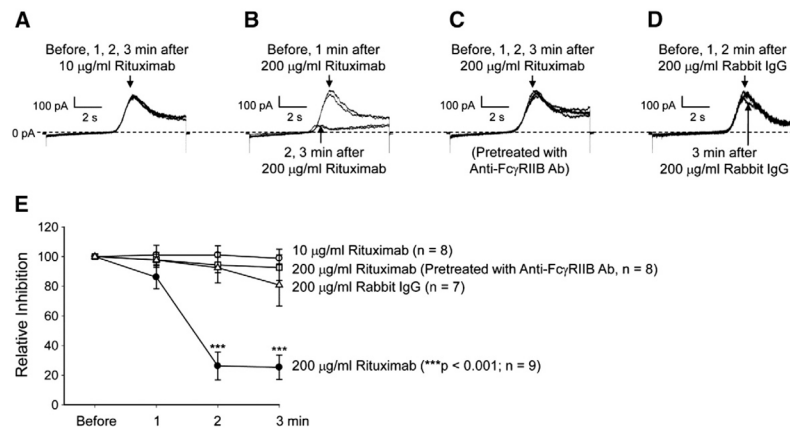 A
Before, 1, 2, 3 min after
10 μg/ml Rituximab
100 pA
2 s
0 pA
B
Before, 1 min after
200 μg/ml Rituximab
100 pA
2 s
2, 3 min after
200 μg/ml Rituximab
C
Before, 1, 2, 3 min after
200 μg/ml Rituximab
100 pA
2 s
(Pretreated with
Anti-FcγRIIB Ab)
D
Before, 1, 2 min after
200 μg/ml Rabbit IgG
100 pA
2 s
3 min after
200 μg/ml Rabbit IgG
E
Relative Inhibition
120
100
80
60
40
20
0
Before
1
2
3 min
10 μg/ml Rituximab (n = 8)
200 μg/ml Rituximab (Pretreated with Anti-FcγRIIB Ab, n = 8)
200 μg/ml Rabbit IgG (n = 7)
***
***
200 μg/ml Rituximab (***p < 0.001; n = 9)